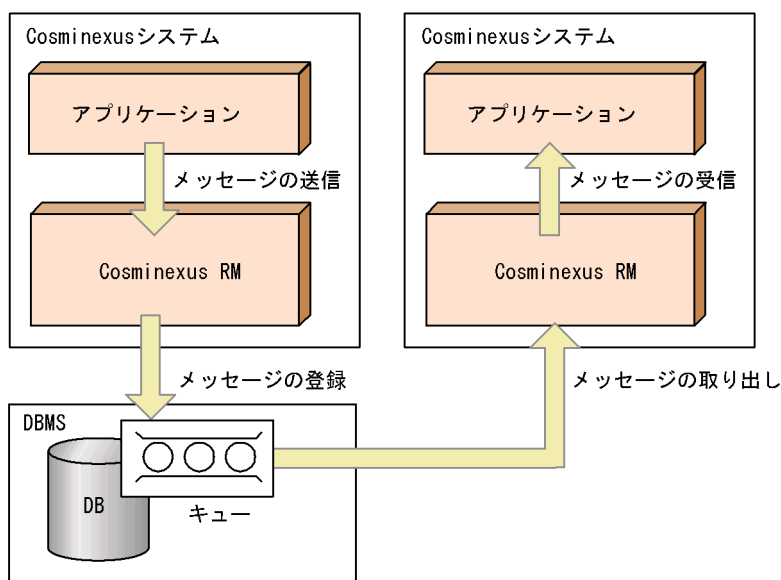 Cosminexusシステム
アプリケーション
メッセージの送信
Cosminexus RM
メッセージの登録
DBMS
DB
キュー
Cosminexusシステム
アプリケーション
メッセージの受信
Cosminexus RM
メッセージの取り出し